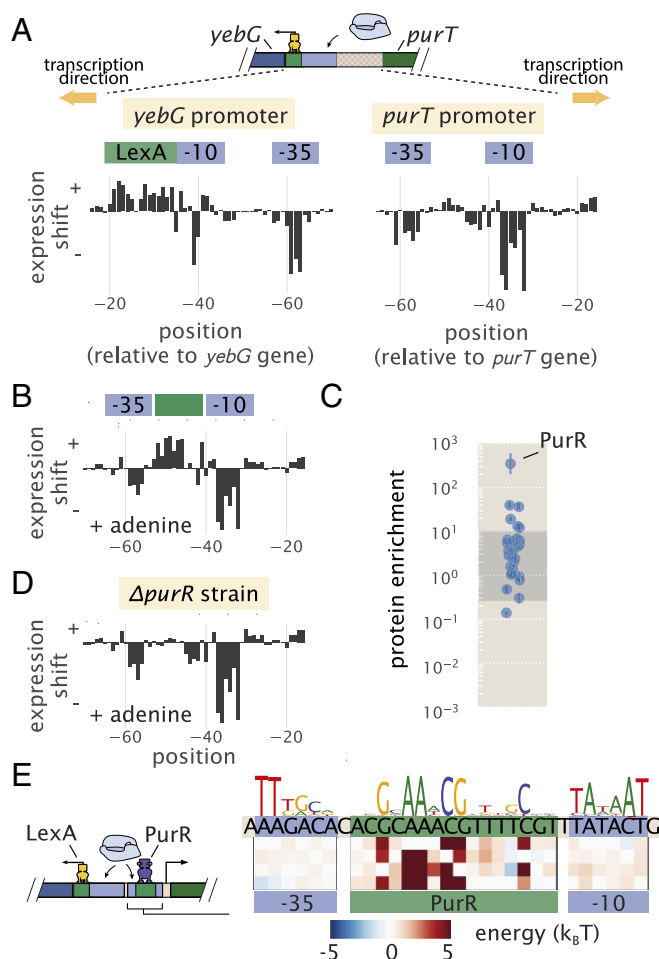 A
yebG
purT
transcription
direction
transcription
direction
yebG promoter
purT promoter
LexA
-10
-35
-35
-10
expression
shift
+
-
−20
−40
−60
−60
−40
−20
position
(relative to yebG gene)
position
(relative to purT gene)
B
-35
-10
expression
shift
+
-
+ adenine
−60
−40
−20
C
PurR
protein enrichment
10³
10²
10¹
10⁰
10⁻¹
10⁻²
10⁻³
D
ΔpurR strain
expression
shift
+
-
+ adenine
−60
−40
−20
position
E
LexA
PurR
AAAGACACACGCAAACGTTTTCGTTTATACTG
-35
PurR
-10
-5
0
5
energy (kBT)